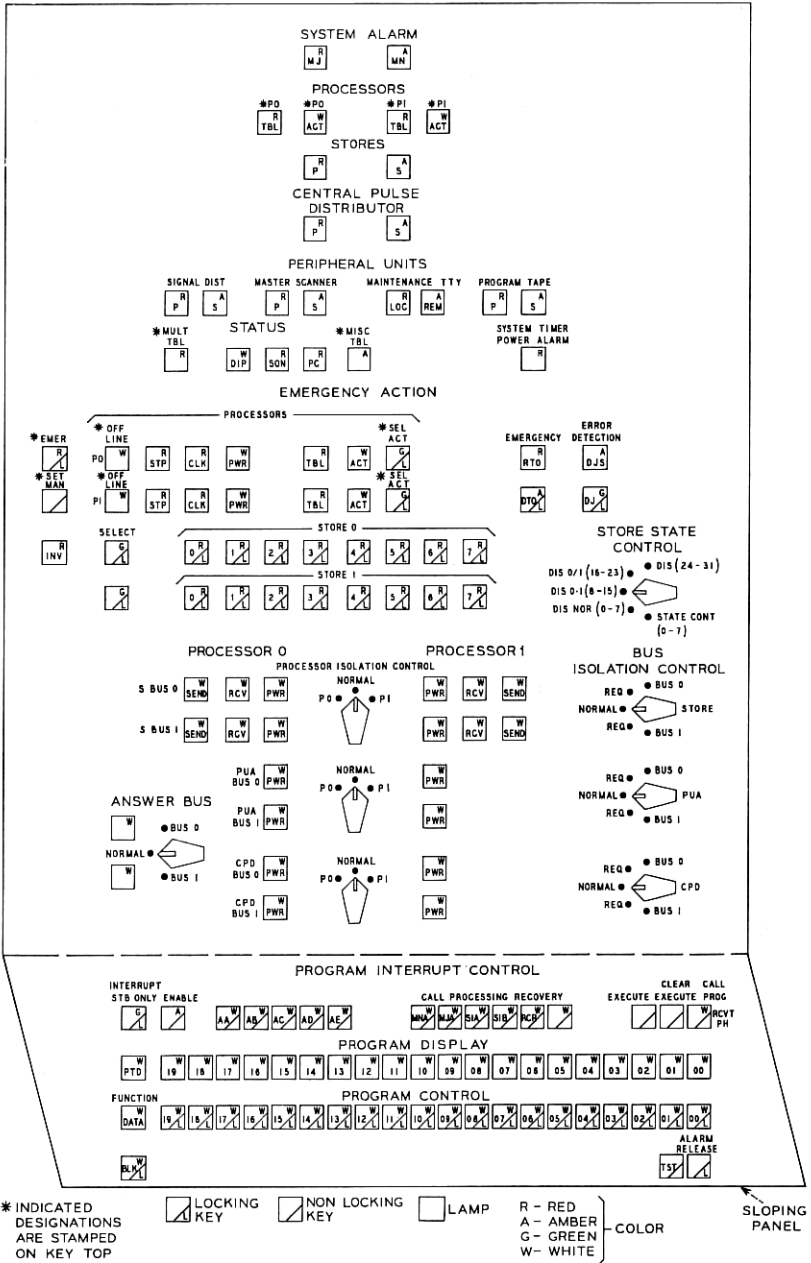 SYSTEM ALARM
R MJ A MN
PROCESSORS
*P0 *P0 *P1 *P1
R TBL W ACT R TBL W ACT
STORES
R P A S
CENTRAL PULSE
DISTRIBUTOR
R P A S
PERIPHERAL UNITS
SIGNAL DIST MASTER SCANNER MAINTENANCE TTY PROGRAM TAPE
R P A S R P A S R LOC A REM R P A S
*MULT TBL STATUS *MISC TBL SYSTEM TIMER POWER ALARM
R W DIP R SON R PC A R
EMERGENCY ACTION
PROCESSORS
*EMER *OFF LINE *SEL ACT EMERGENCY ERROR DETECTION
R L P0 W R STP R CLK W PWR R TBL W ACT G L R RTO A DJS
*SET MAN *OFF LINE *SEL ACT
P1 W R STP R CLK W PWR R TBL W ACT G L DTO A L DJ G L
STORE 0
R INV SELECT G L 0 R L 1 R L 2 R L 3 R L 4 R L 5 R L 6 R L 7 R L
STORE 1
G L 0 R L 1 R L 2 R L 3 R L 4 R L 5 R L 6 R L 7 R L
STORE STATE
CONTROL
DIS (24-31)
DIS 0/1 (16-23)
DIS 0-1 (8-15)
DIS NOR (0-7)
STATE CONT
(0-7)
PROCESSOR 0 PROCESSOR 1
PROCESSOR ISOLATION CONTROL
NORMAL
P0 P1
S BUS 0 W SEND W RCV W PWR W PWR W RCV W SEND
S BUS 1 W SEND W RCV W PWR W PWR W RCV W SEND
BUS
ISOLATION CONTROL
REQ BUS 0
NORMAL STORE
REQ BUS 1
PUA BUS 0 W PWR NORMAL W PWR
P0 P1
PUA BUS 1 W PWR W PWR
REQ BUS 0
NORMAL PUA
REQ BUS 1
ANSWER BUS
W BUS 0
NORMAL
W BUS 1
CPD BUS 0 W PWR NORMAL W PWR
P0 P1
CPD BUS 1 W PWR W PWR
REQ BUS 0
NORMAL CPD
REQ BUS 1
PROGRAM INTERRUPT CONTROL
INTERRUPT CLEAR CALL
STB ONLY ENABLE CALL PROCESSING RECOVERY EXECUTE EXECUTE PROG
G L A AA W AB W AC W AD W AE W MNA W MJA W SIA W SIB W RCR W W W RCVT PH
PROGRAM DISPLAY
W PTD W 19 W 18 W 17 W 16 W 15 W 14 W 13 W 12 W 11 W 10 W 09 W 08 W 07 W 06 W 05 W 04 W 03 W 02 W 01 W 00
FUNCTION PROGRAM CONTROL
W DATA 19 W L 18 W L 17 W L 16 W L 15 W L 14 W L 13 W L 12 W L 11 W L 10 W L 09 W L 08 W L 07 W L 06 W L 05 W L 04 W L 03 W L 02 W L 01 W L 00 W L
ALARM
RELEASE
BLK W L TST L
* INDICATED
DESIGNATIONS
ARE STAMPED
ON KEY TOP
L LOCKING
KEY
NON LOCKING
KEY
LAMP
R - RED
A - AMBER
G - GREEN
W - WHITE
COLOR
SLOPING
PANEL